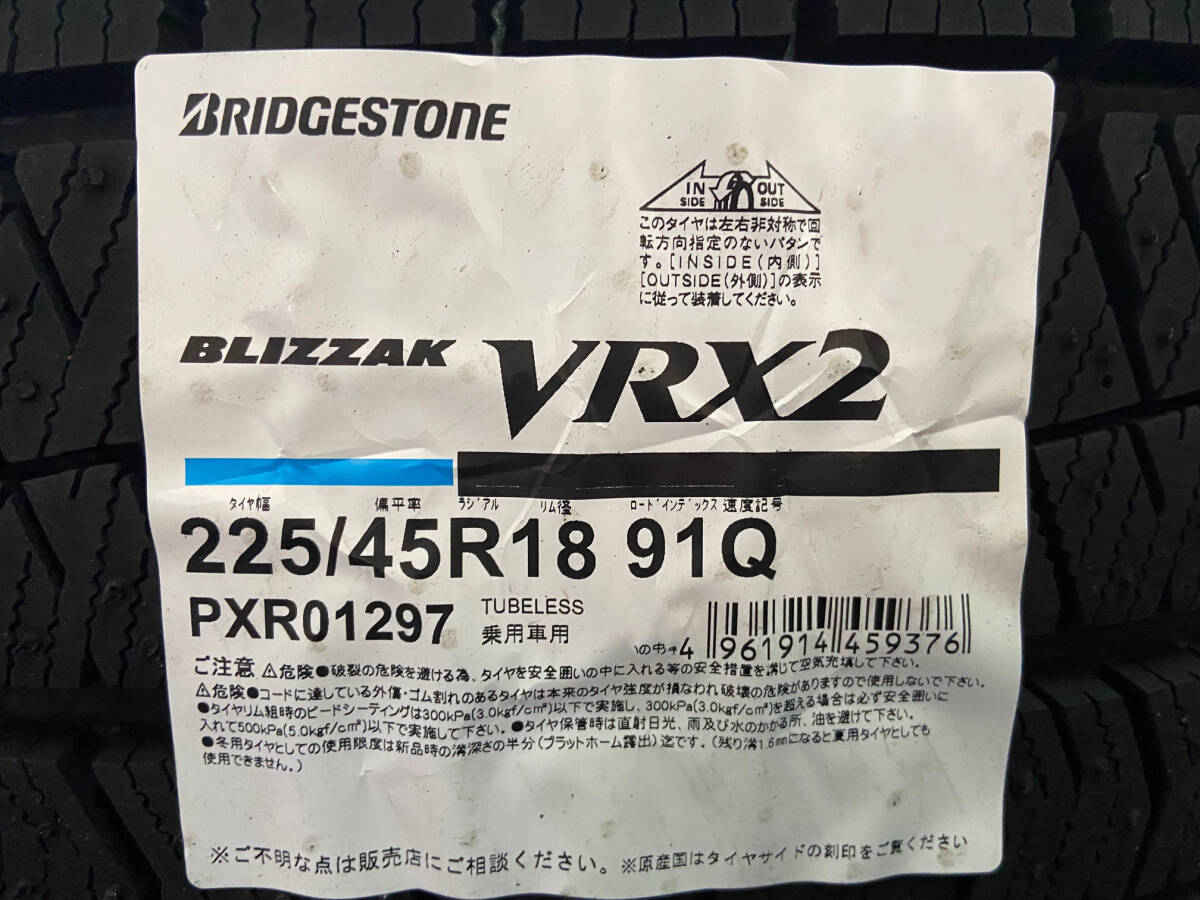 BRIDGESTONE
IN SIDE OUT SIDE
このタイヤは左右非対称で回
転方向指定のないパタンで
す。[INSIDE(内側)]
[OUTSIDE(外側)]の表示
に従って装着してください。
BLIZZAK VRX2
タイヤ巾幅 偏平率 ラジアル リム径 ロードインデックス 速度記号
225/45R18 91Q
PXR01297 TUBELESS
乗用車用
4 961914 459376
ご注意 ⚠危険●破裂の危険を避ける為、タイヤを安全囲いの中に入れる等の安全措置を講じて空気充填して下さい。
⚠危険●コードに達している外傷・ゴム割れのあるタイヤは本来のタイヤ強度が損なわれ破壊の危険がありますので使用しないで下さい。
●タイヤリム組時のビードシーティングは300kPa(3.0kgf/cm²)以下で実施し、300kPa(3.0kgf/cm²)を超える場合は必ず安全囲いに
入れて500kPa(5.0kgf/cm²)以下で実施して下さい。●タイヤ保管時は直射日光、雨及び水のかかる所、油を避けて下さい。
●冬用タイヤとしての使用限度は新品時の溝深さの半分(プラットホーム露出)迄です。(残り溝1.6mmになると夏用タイヤとしても
使用できません。)
※ご不明な点は販売店にご相談ください。 ※原産国はタイヤサイドの刻印をご覧ください